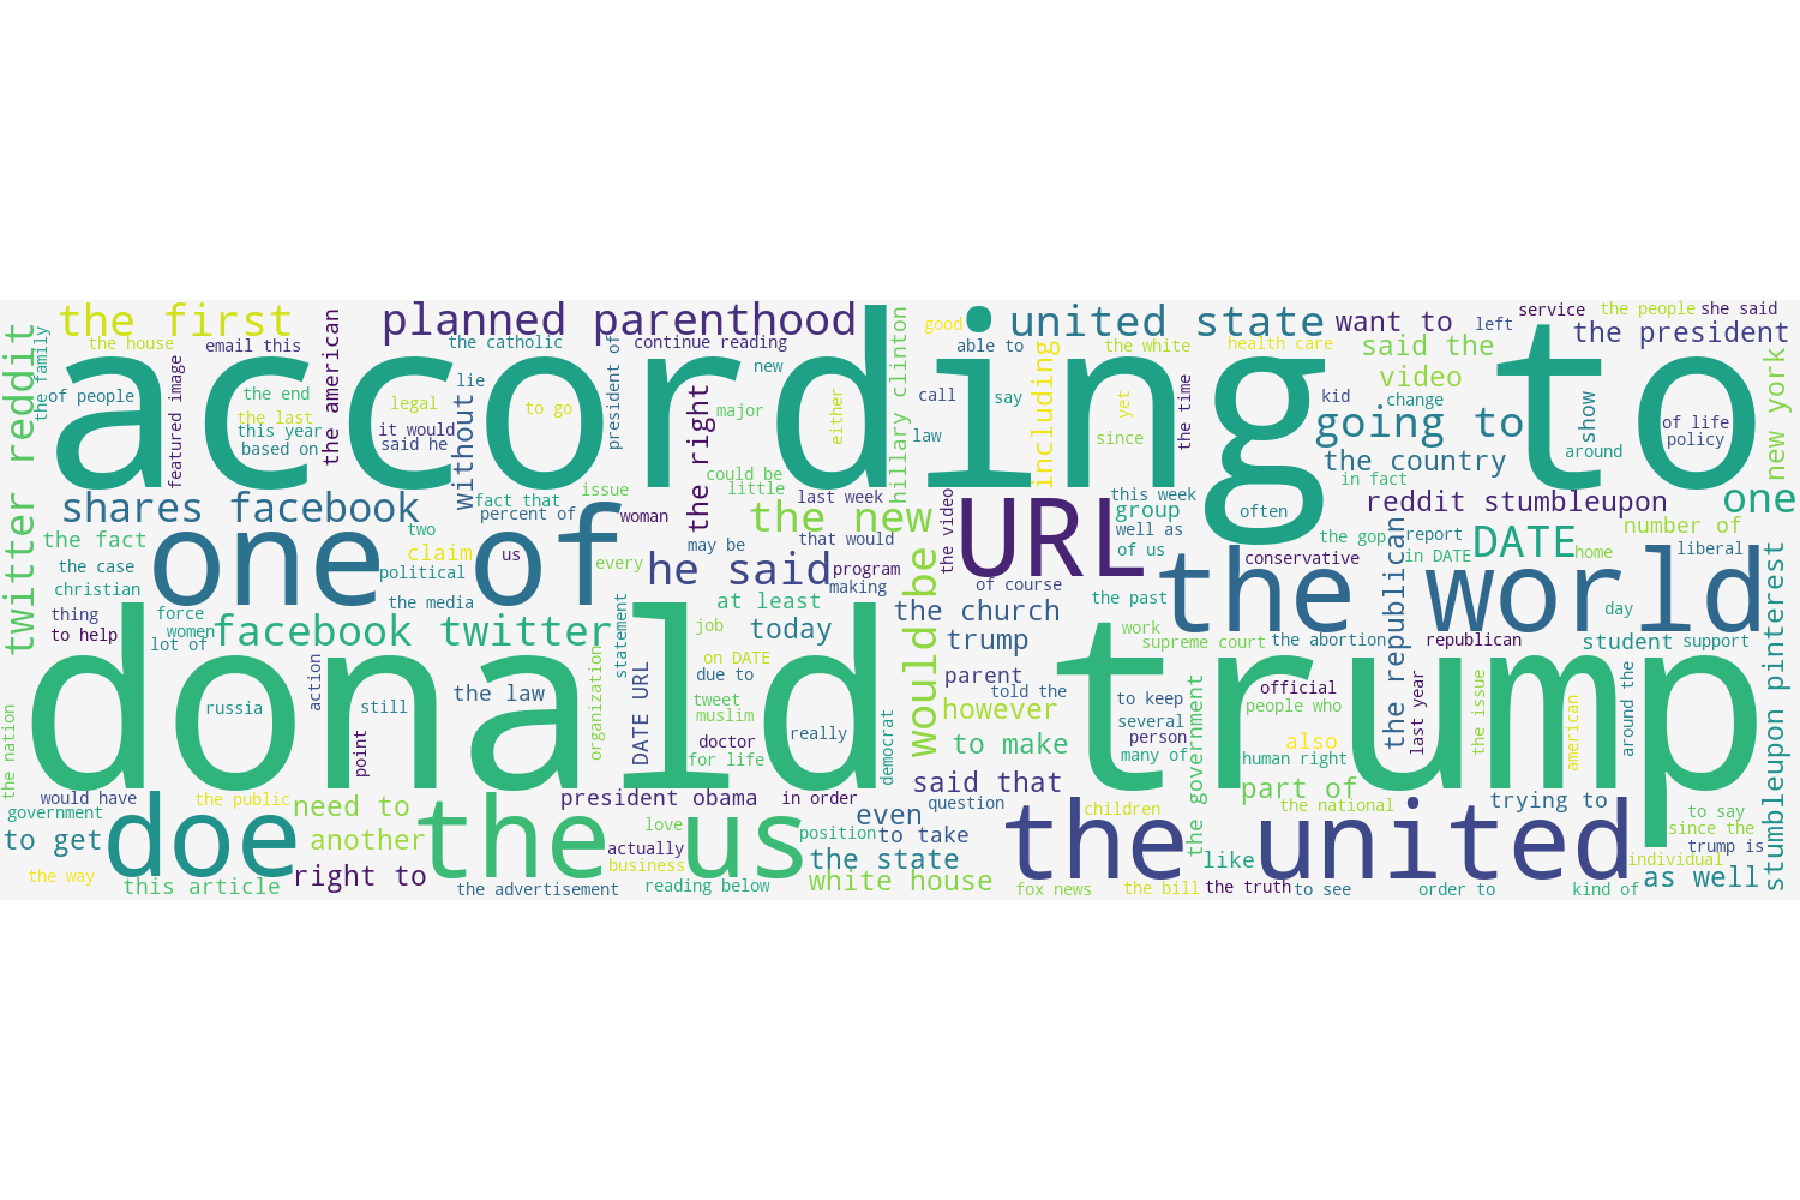 the first
planned parenthood
united state
want to
service
the people
she said
left
the president
twitter reddit
the family
the house
email this
the american
the catholic
president of
continue reading
hillary clinton
good
able to
including
the white
health care
said the
video
new york
according to
of people
featured image
the end
the last
this year
based on
legal
it would
said he
lie
without
to go
the right
new
major
either
call
law
say
yet
since
the time
kid
change
going to
show
around
of life
policy
the country
in fact
could be
little
shares facebook
fact that
percent of
issue
woman
last week
the new
that would
the video
URL
this week
group
well as
of us
often
reddit stumbleupon
one
the fact
the case
christian
one of
two
claim
political
us
every
may be
he said
program
making
would be
of course
the past
conservative
the gop
the republican
report
in DATE
DATE
home
number of
liberal
the world
day
thing
to help
force
women
lot of
the media
facebook twitter
statement
at least
job
today
the church
trump
work
supreme court
the abortion
republican
student
support
stumbleupon pinterest
donald trump
the nation
russia
action
point
still
the law
organization
DATE URL
on DATE
due to
tweet
muslim
doctor
for life
really
democrat
parent
however
to make
told the
to keep
several
person
many of
the government
official
people who
also
human right
last year
the issue
american
around the
would have
government
to get
doe
the public
need to
another
the us
president obama
love
actually
business
in order
position
even
to take
said that
question
the state
children
the united
part of
the national
trying to
like
to say
since the
trump is
individual
as well
the way
this article
right to
the advertisement
reading below
white house
fox news
the bill
the truth
to see
order to
kind of